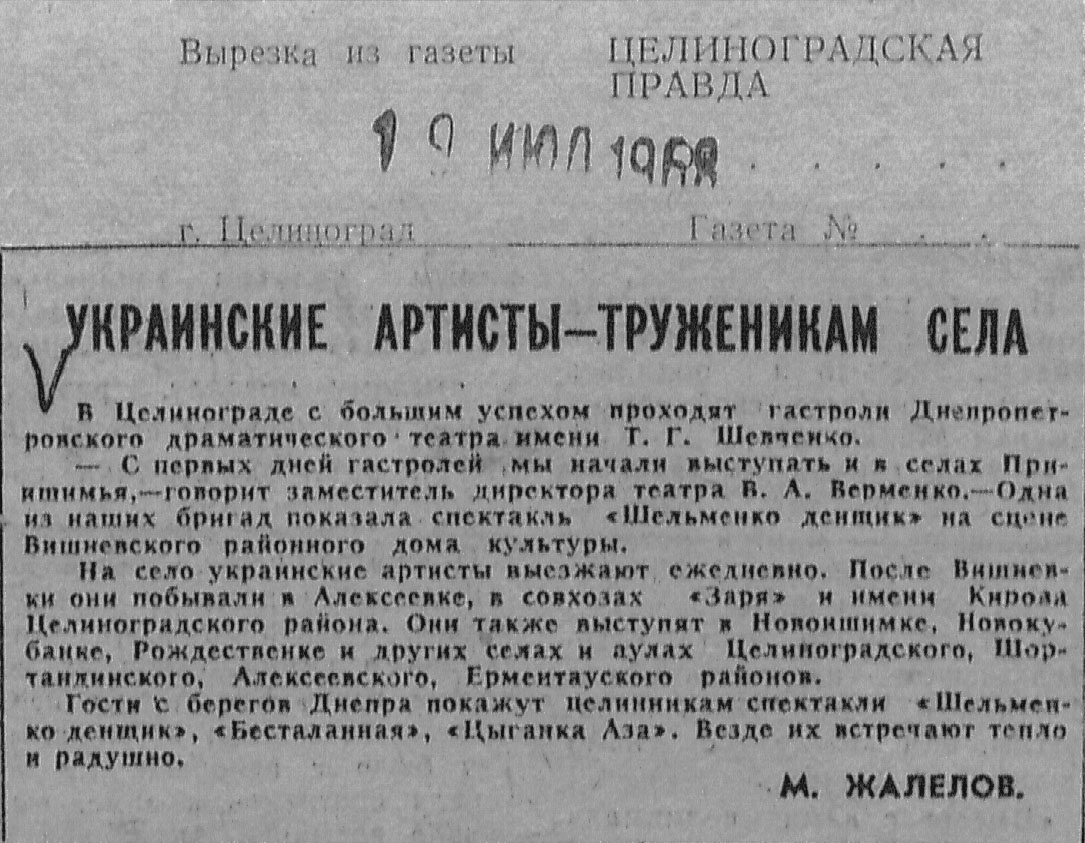 Вырезка из газеты ЦЕЛИНОГРАДСКАЯ
ПРАВДА
19 ИЮЛ
г. Целиноград Газета №
УКРАИНСКИЕ АРТИСТЫ—ТРУЖЕНИКАМ СЕЛА
В Целинограде с большим успехом проходят гастроли Днепропет-
ровского драматического театра имени Т. Г. Шевченко.
— С первых дней гастролей мы начали выступать и в селах При-
ишимья,—говорит заместитель директора театра В. А. Верменко.—Одна
из наших бригад показала спектакль «Шельменко денщик» на сцене
Вишневского районного дома культуры.
На село украинские артисты выезжают ежедневно. После Вишнев-
ки они побывали в Алексеевке, в совхозах «Заря» и имени Кирова
Целиноградского района. Они также выступят в Новоишимке, Новоку-
банке, Рождественке и других селах и аулах Целиноградского, Шор-
тандинского, Алексеевского, Ерментауского районов.
Гости с берегов Днепра покажут целинникам спектакли «Шельмен-
ко денщик», «Бесталанная», «Цыганка Аза». Везде их встречают тепло
и радушно.
М. ЖАЛЕЛОВ.